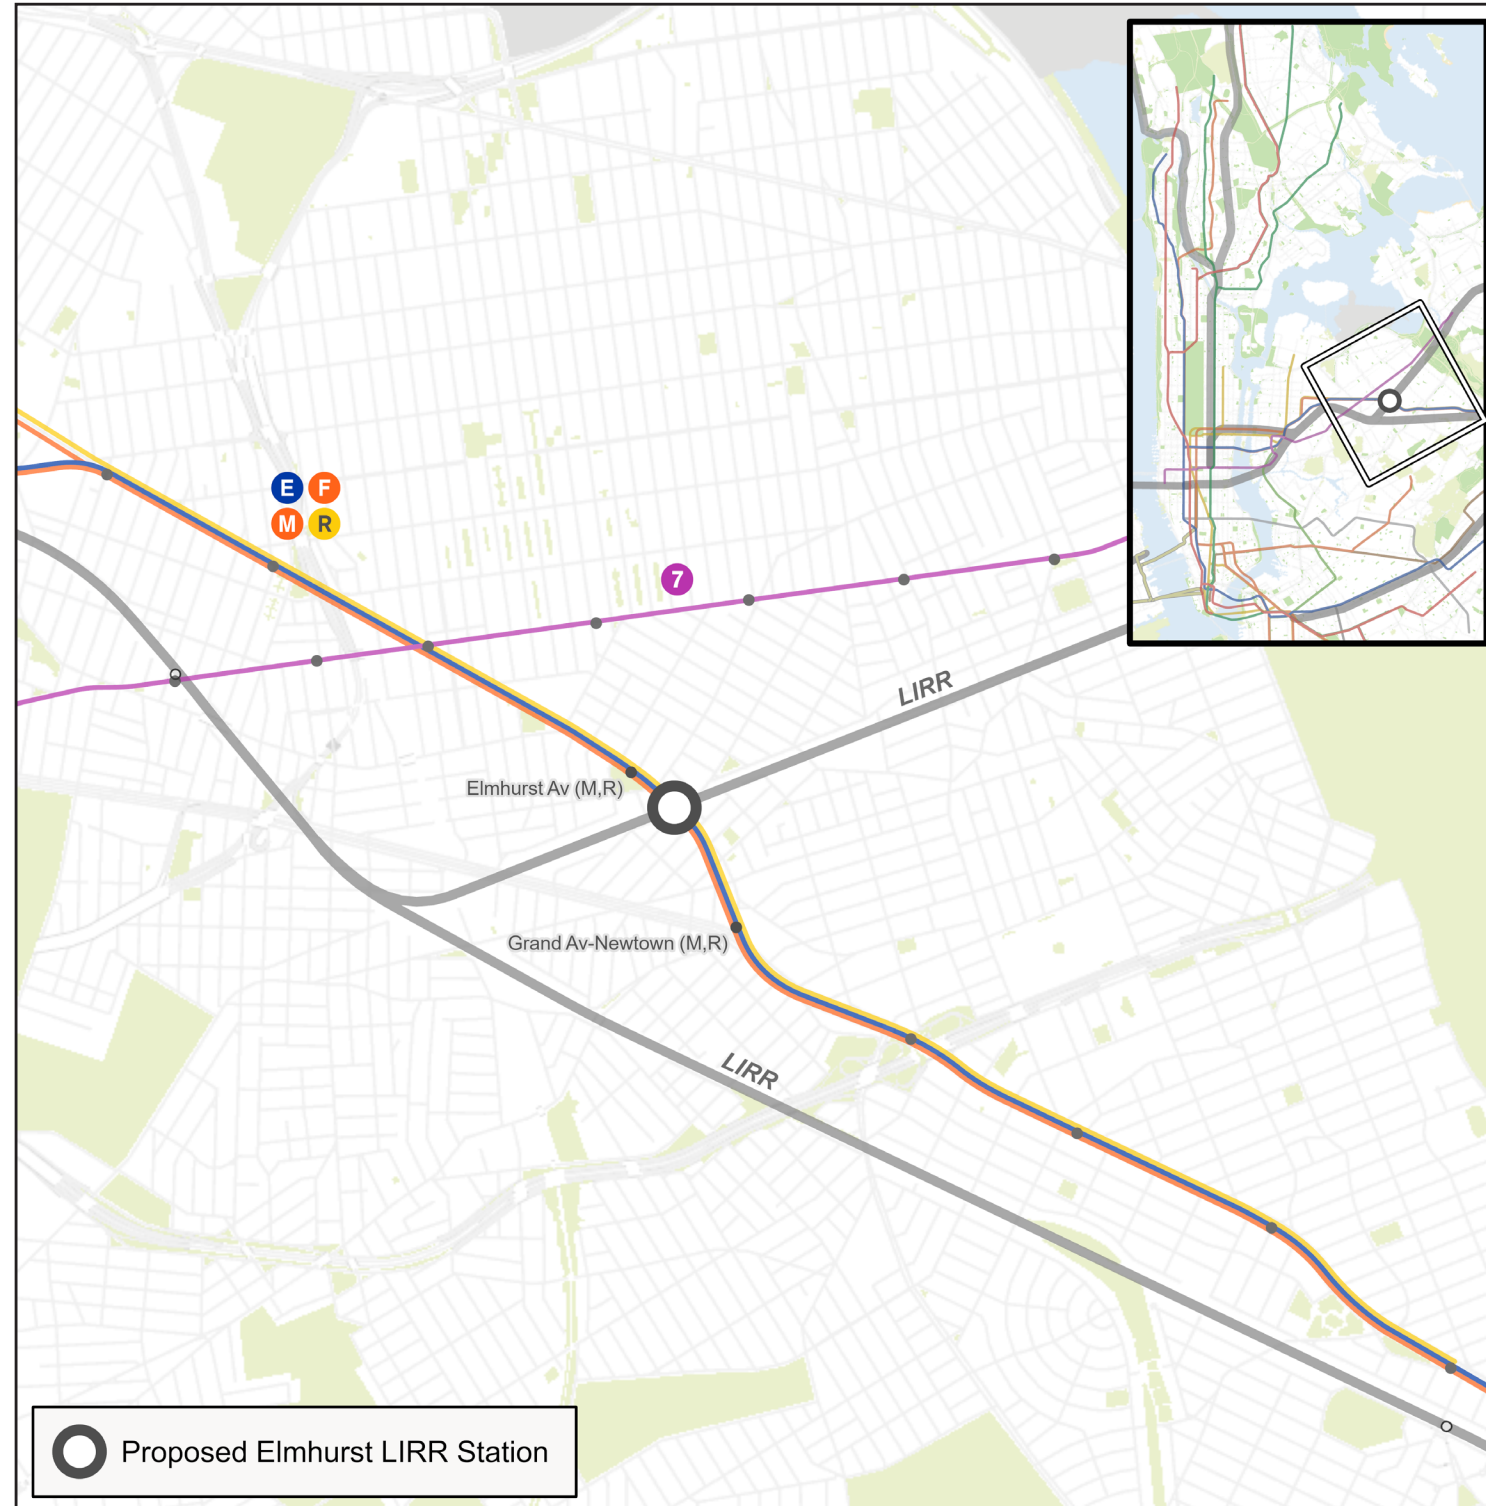 E F
M R
7
LIRR
Elmhurst Av (M,R)
Grand Av-Newtown (M,R)
LIRR
Proposed Elmhurst LIRR Station